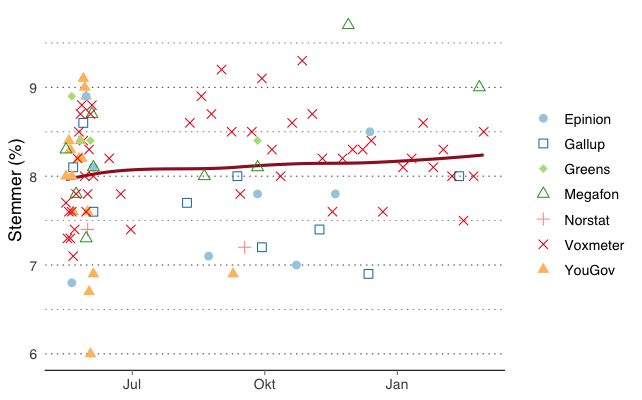 Stemmer (%)
9
8
7
6
Jul
Okt
Jan
Epinion
Gallup
Greens
Megafon
Norstat
Voxmeter
YouGov